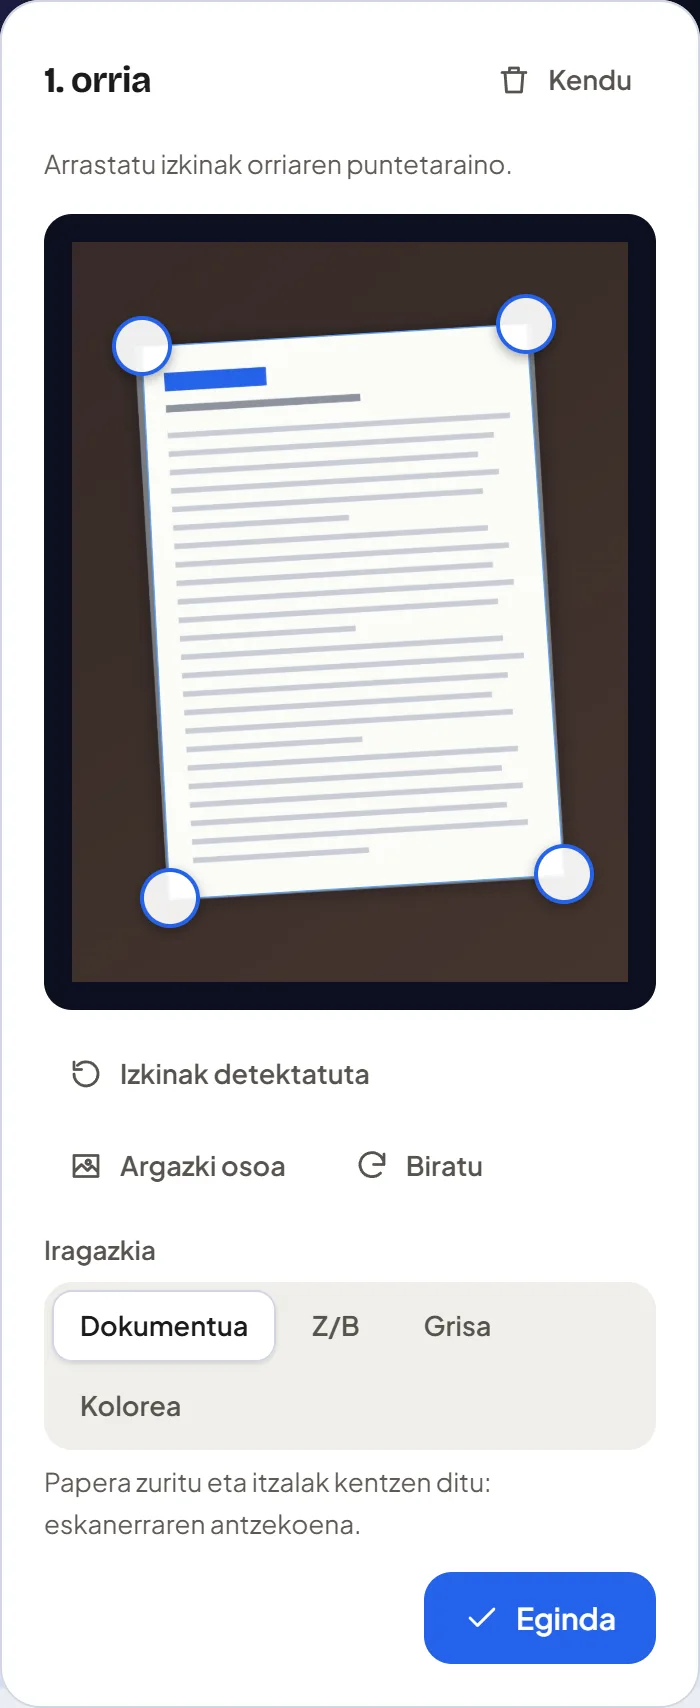 1. orria
Kendu
Arrastatu izkinak orriaren puntetaraino.
Izkinak detektatuta
Argazki osoa
Biratu
Iragazkia
Dokumentua
Z/B
Grisa
Kolorea
Papera zuritu eta itzalak kentzen ditu:
eskanerraren antzekoena.
Eginda